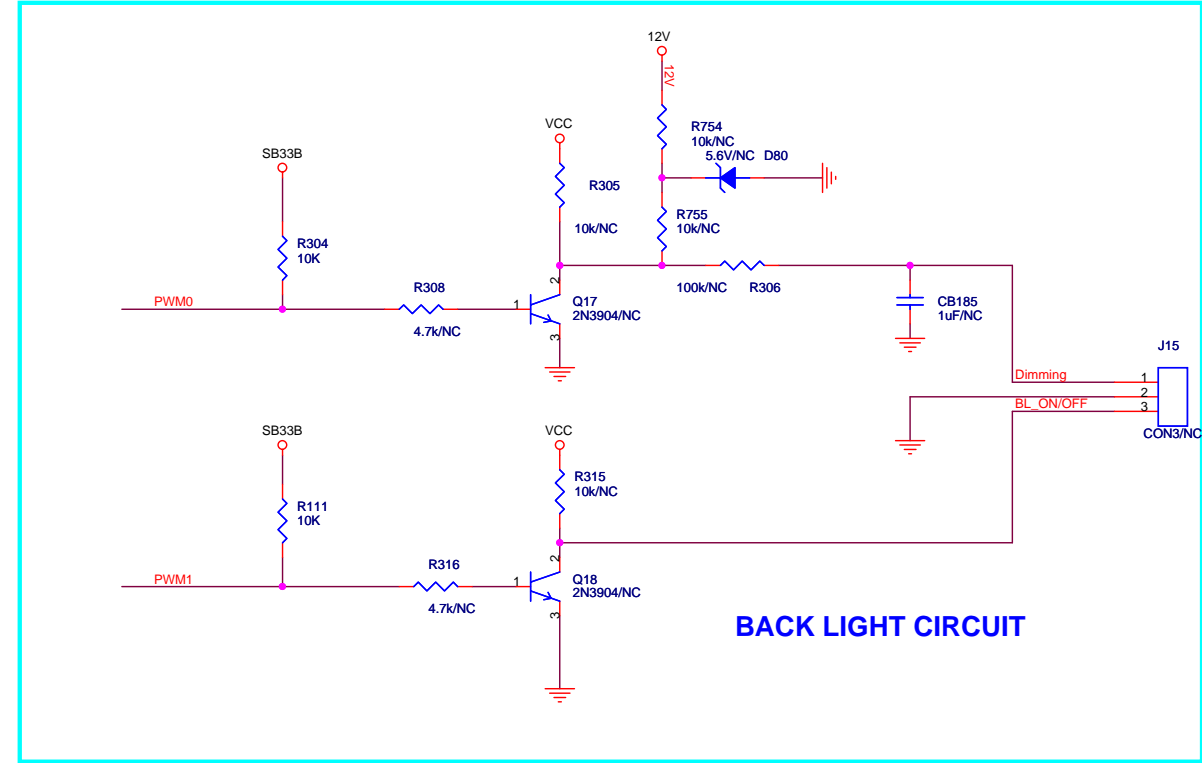 12V
12V
R754
10k/NC
5.6V/NC D80
VCC
SB33B
R305
10k/NC
R755
10k/NC
R304
10K
R308
4.7k/NC
PWM0
1
2
3
Q17
2N3904/NC
100k/NC R306
CB185
1uF/NC
J15
Dimming
1
2
BL_ON/OFF
3
CON3/NC
SB33B
VCC
R315
10k/NC
R111
10K
R316
4.7k/NC
PWM1
1
2
3
Q18
2N3904/NC
BACK LIGHT CIRCUIT